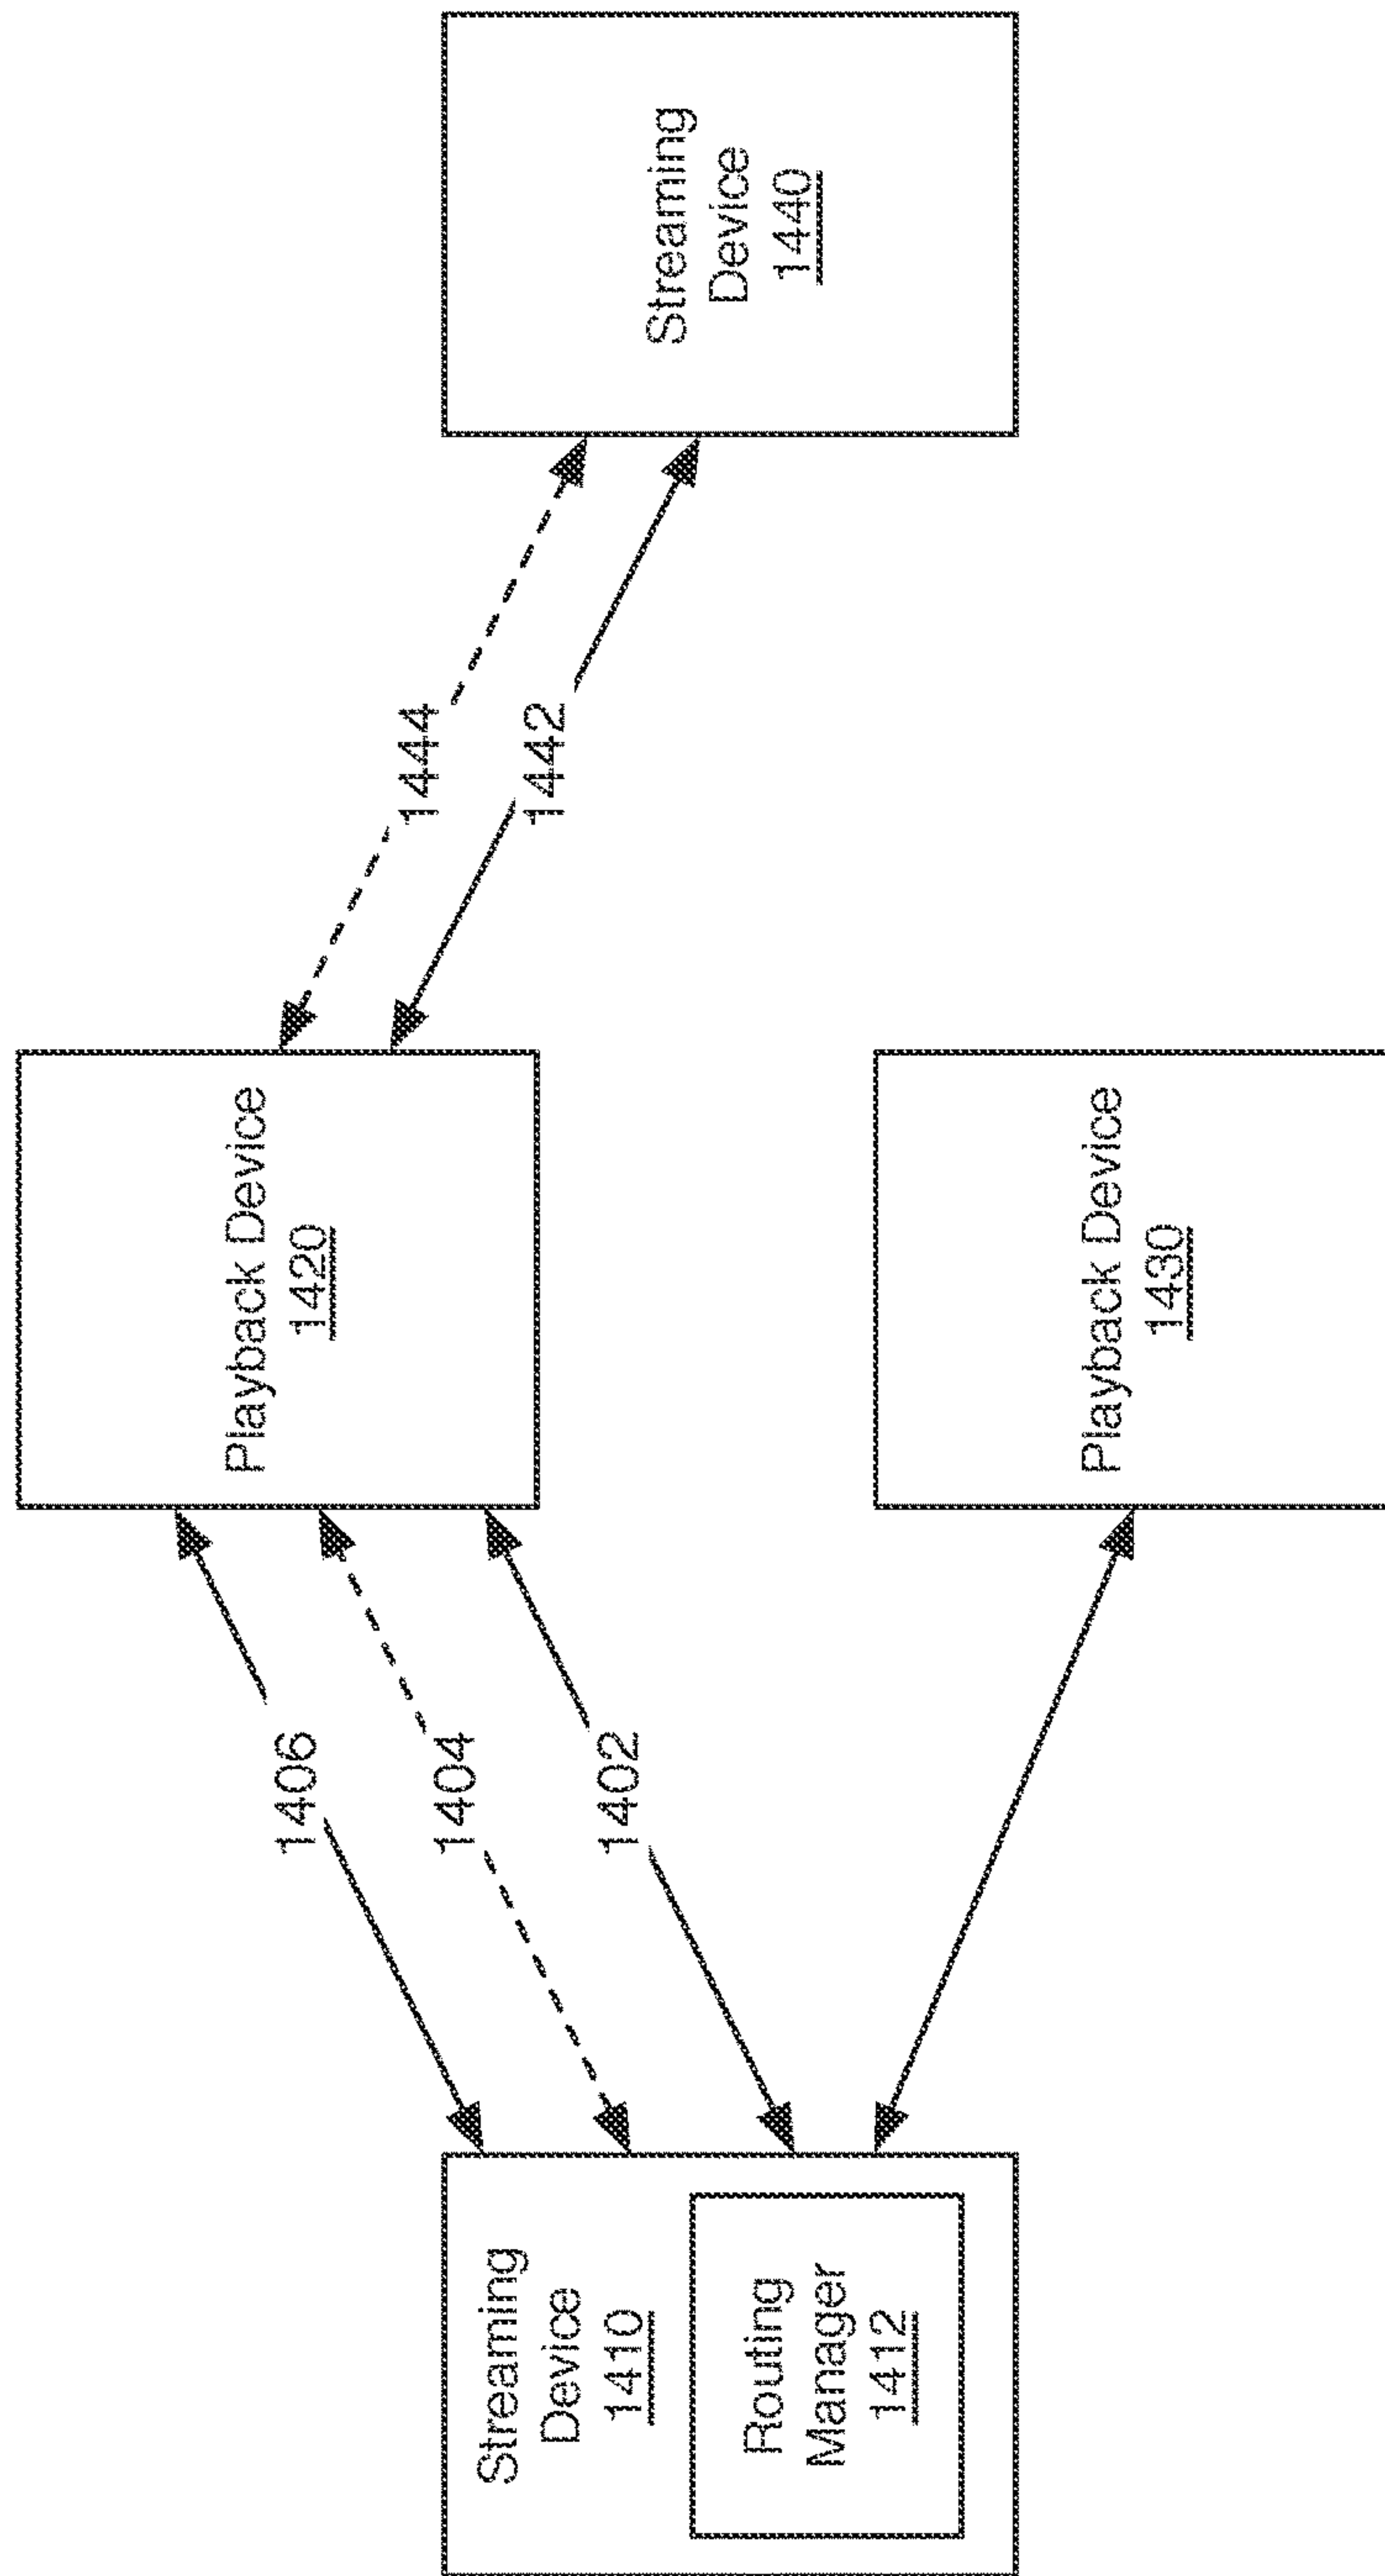 Streaming
Device
1410
Routing
Manager
1412
1406
1404
1402
Playback Device
1420
Playback Device
1430
1444
1442
Streaming
Device
1440